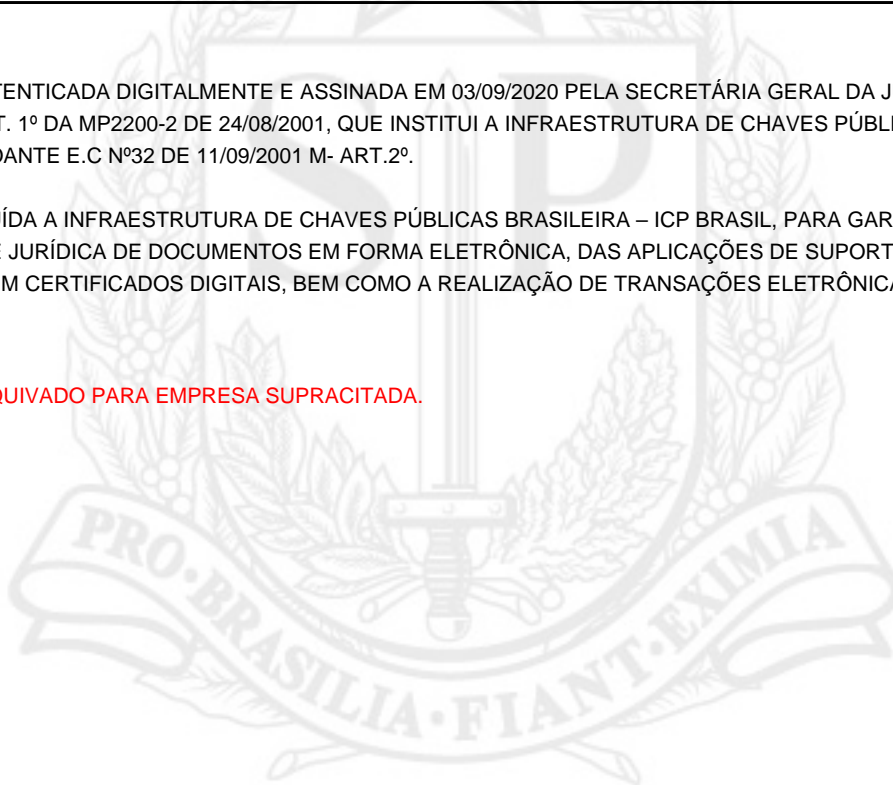 TENTICADA DIGITALMENTE E ASSINADA EM 03/09/2020 PELA SECRETÁRIA GERAL DA J
T. 1º DA MP2200-2 DE 24/08/2001, QUE INSTITUI A INFRAESTRUTURA DE CHAVES PÚBL
DANTE E.C Nº32 DE 11/09/2001 M- ART.2º.
ÍDA A INFRAESTRUTURA DE CHAVES PÚBLICAS BRASILEIRA – ICP BRASIL, PARA GAR
E JURÍDICA DE DOCUMENTOS EM FORMA ELETRÔNICA, DAS APLICAÇÕES DE SUPORT
M CERTIFICADOS DIGITAIS, BEM COMO A REALIZAÇÃO DE TRANSAÇÕES ELETRÔNICA
QUIVADO PARA EMPRESA SUPRACITADA.
SP
PRO·BRASILIA·FIANT·EXIMIA